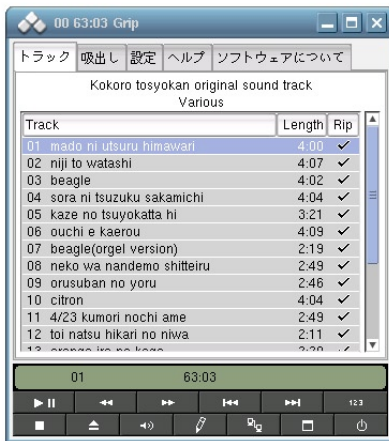 00 63:03 Grip
トラック 吸出し 設定 ヘルプ ソフトウェアについて
Kokoro tosyokan original sound track
Various
Track Length Rip
01 mado ni utsuru himawari 4:00
02 niji to watashi 4:07
03 beagle 4:02
04 sora ni tsuzuku sakamichi 4:04
05 kaze no tsuyokatta hi 3:21
06 ouchi e kaerou 4:09
07 beagle(orgel version) 2:19
08 neko wa nandemo shitteiru 2:49
09 orusuban no yoru 2:46
10 citron 4:04
11 4/23 kumori nochi ame 2:49
12 toi natsu hikari no niwa 2:11
01 63:03
123